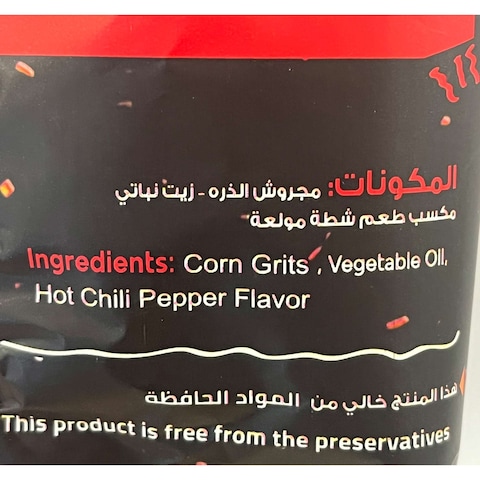 المكونات: مجروش الذره - زيت نباتي
مكسب طعم شطة مولعة
Ingredients: Corn Grits , Vegetable Oil,
Hot Chili Pepper Flavor
هذا المنتج خالي من المواد الحافظة
This product is free from the preservatives